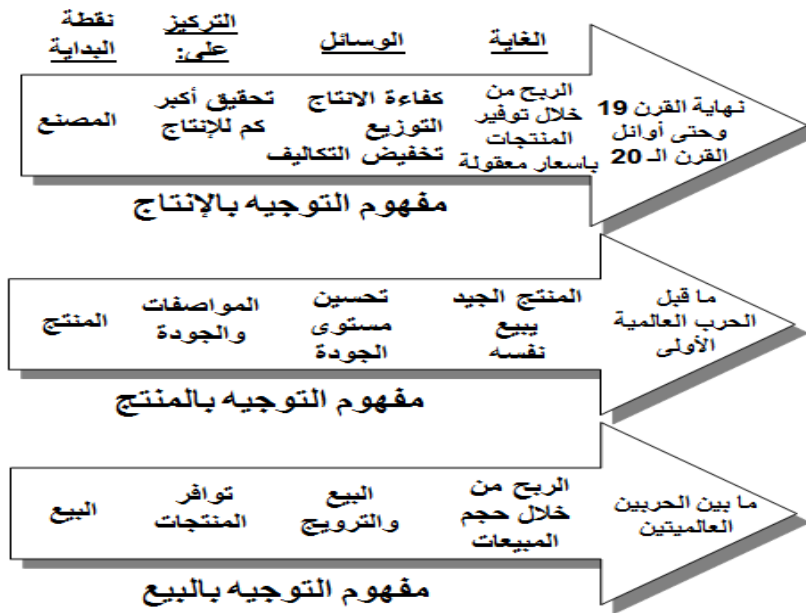 نقطة
البداية
التركيز
على:
الوسائل
الغاية
المصنع
تحقيق أكبر
كم للإنتاج
كفاءة الانتاج
التوزيع
تخفيض التكاليف
الربح من
خلال توفير
المنتجات
باسعار معقولة
نهاية القرن 19
وحتى أوائل
القرن الـ 20
مفهوم التوجيه بالإنتاج
المنتج
المواصفات
والجودة
تحسين
مستوى
الجودة
المنتج الجيد
يبيع
نفسه
ما قبل
الحرب العالمية
الأولى
مفهوم التوجيه بالمنتج
البيع
توافر
المنتجات
البيع
والترويج
الربح من
خلال حجم
المبيعات
ما بين الحربين
العالميتين
مفهوم التوجيه بالبيع